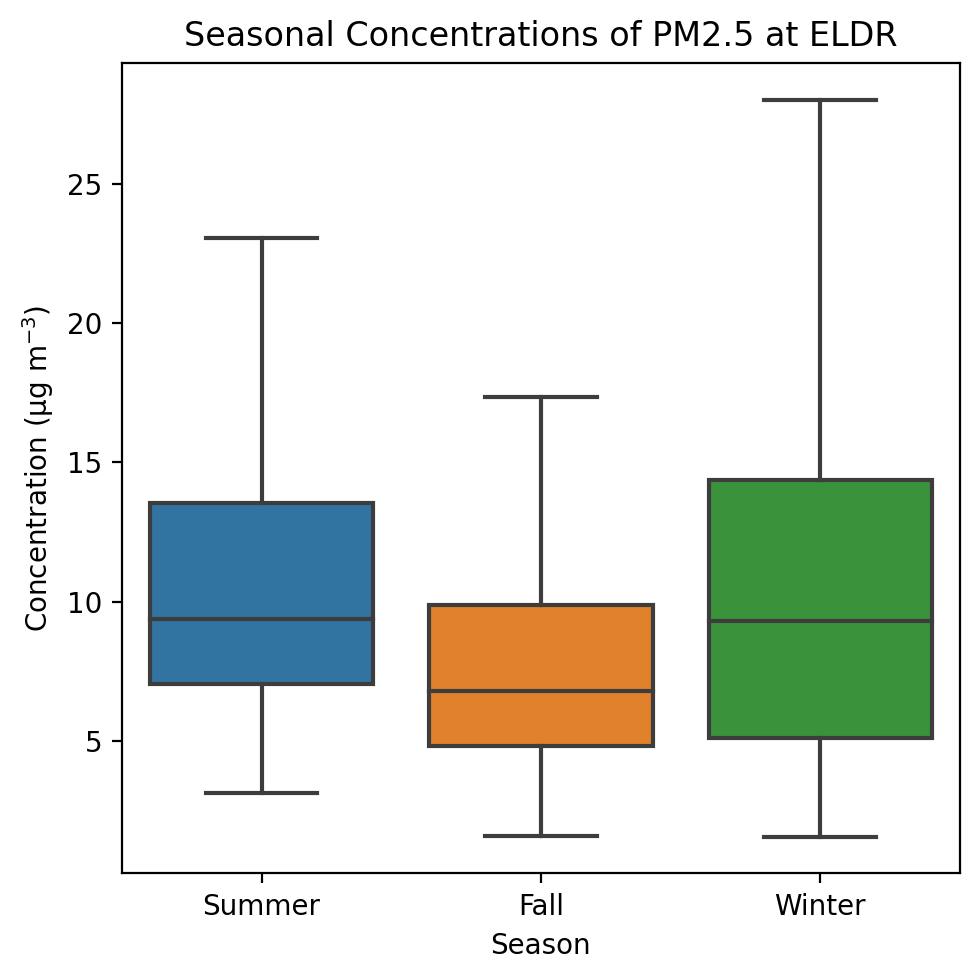 Seasonal Concentrations of PM2.5 at ELDR
Concentration (µg m⁻³)
25
20
15
10
5
Summer Fall Winter
Season